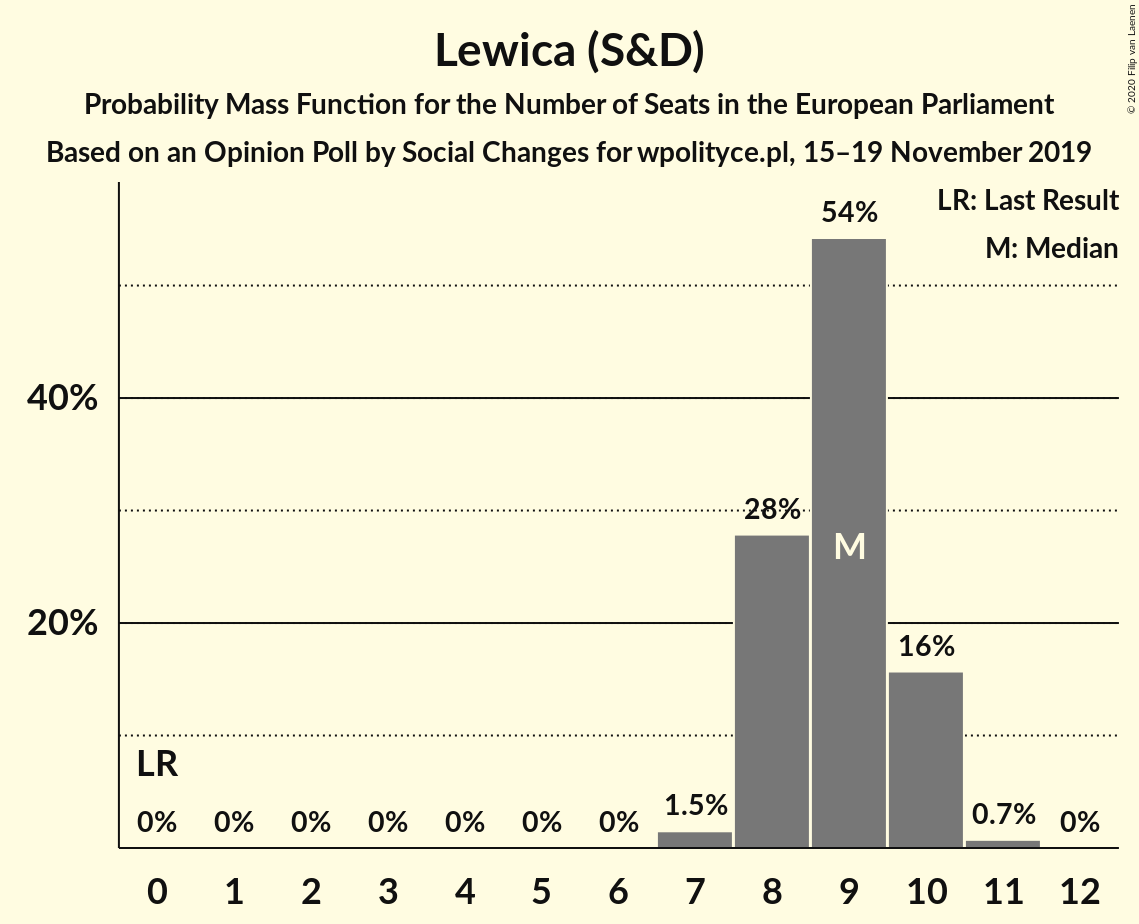 Lewica (S&D)
Probability Mass Function for the Number of Seats in the European Parliament
Based on an Opinion Poll by Social Changes for wpolityce.pl, 15–19 November 2019
© 2020 Filip van Laenen
LR: Last Result
M: Median
54%
40%
28%
M
20%
16%
LR
0% 0% 0% 0% 0% 0% 0% 1.5% 0.7% 0%
0 1 2 3 4 5 6 7 8 9 10 11 12